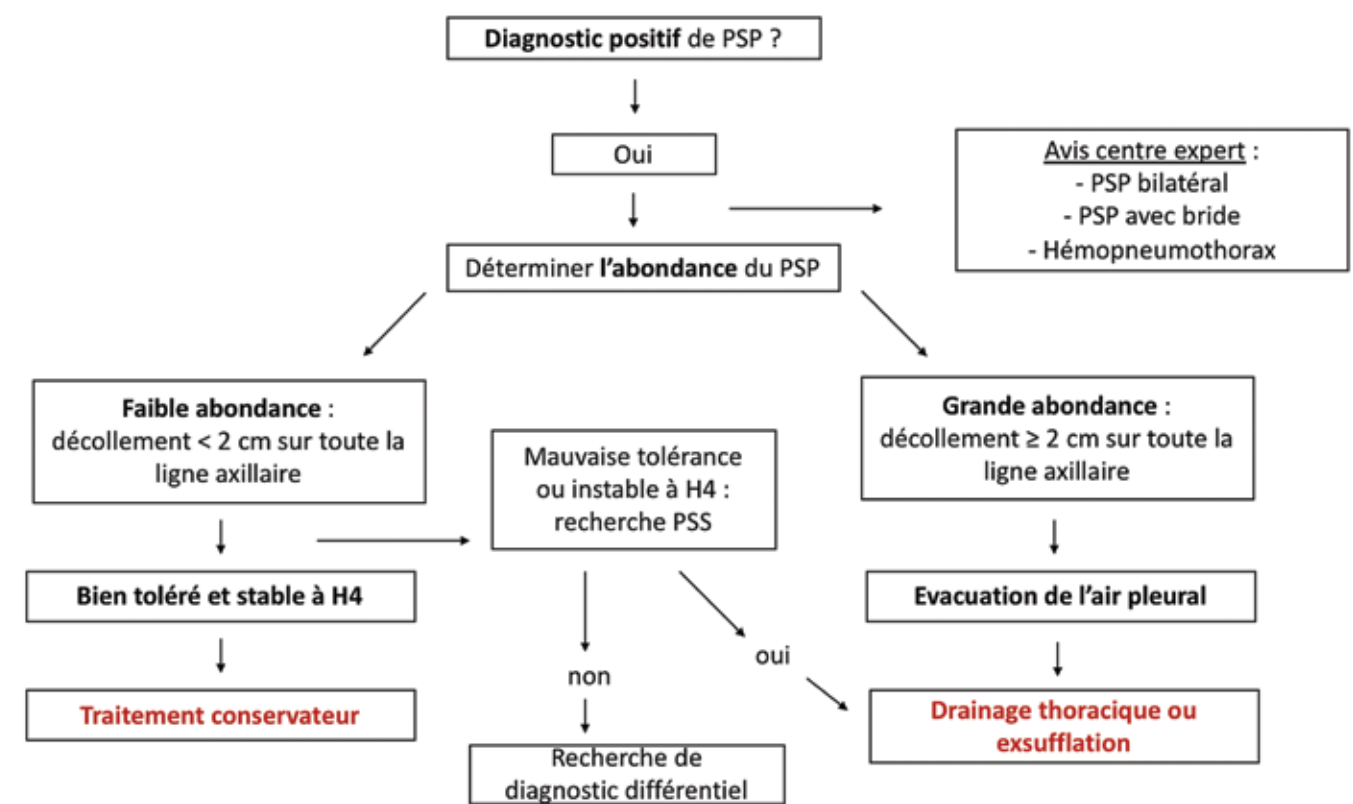 Diagnostic positif de PSP ?
Oui
Avis centre expert :
- PSP bilatéral
- PSP avec bride
- Hémopneumothorax
Déterminer l'abondance du PSP
Faible abondance :
décollement < 2 cm sur toute la
ligne axillaire
Mauvaise tolérance
ou instable à H4 :
recherche PSS
Grande abondance :
décollement ≥ 2 cm sur toute la
ligne axillaire
Bien toléré et stable à H4
Evacuation de l'air pleural
non
oui
Traitement conservateur
Drainage thoracique ou
exsufflation
Recherche de
diagnostic différentiel